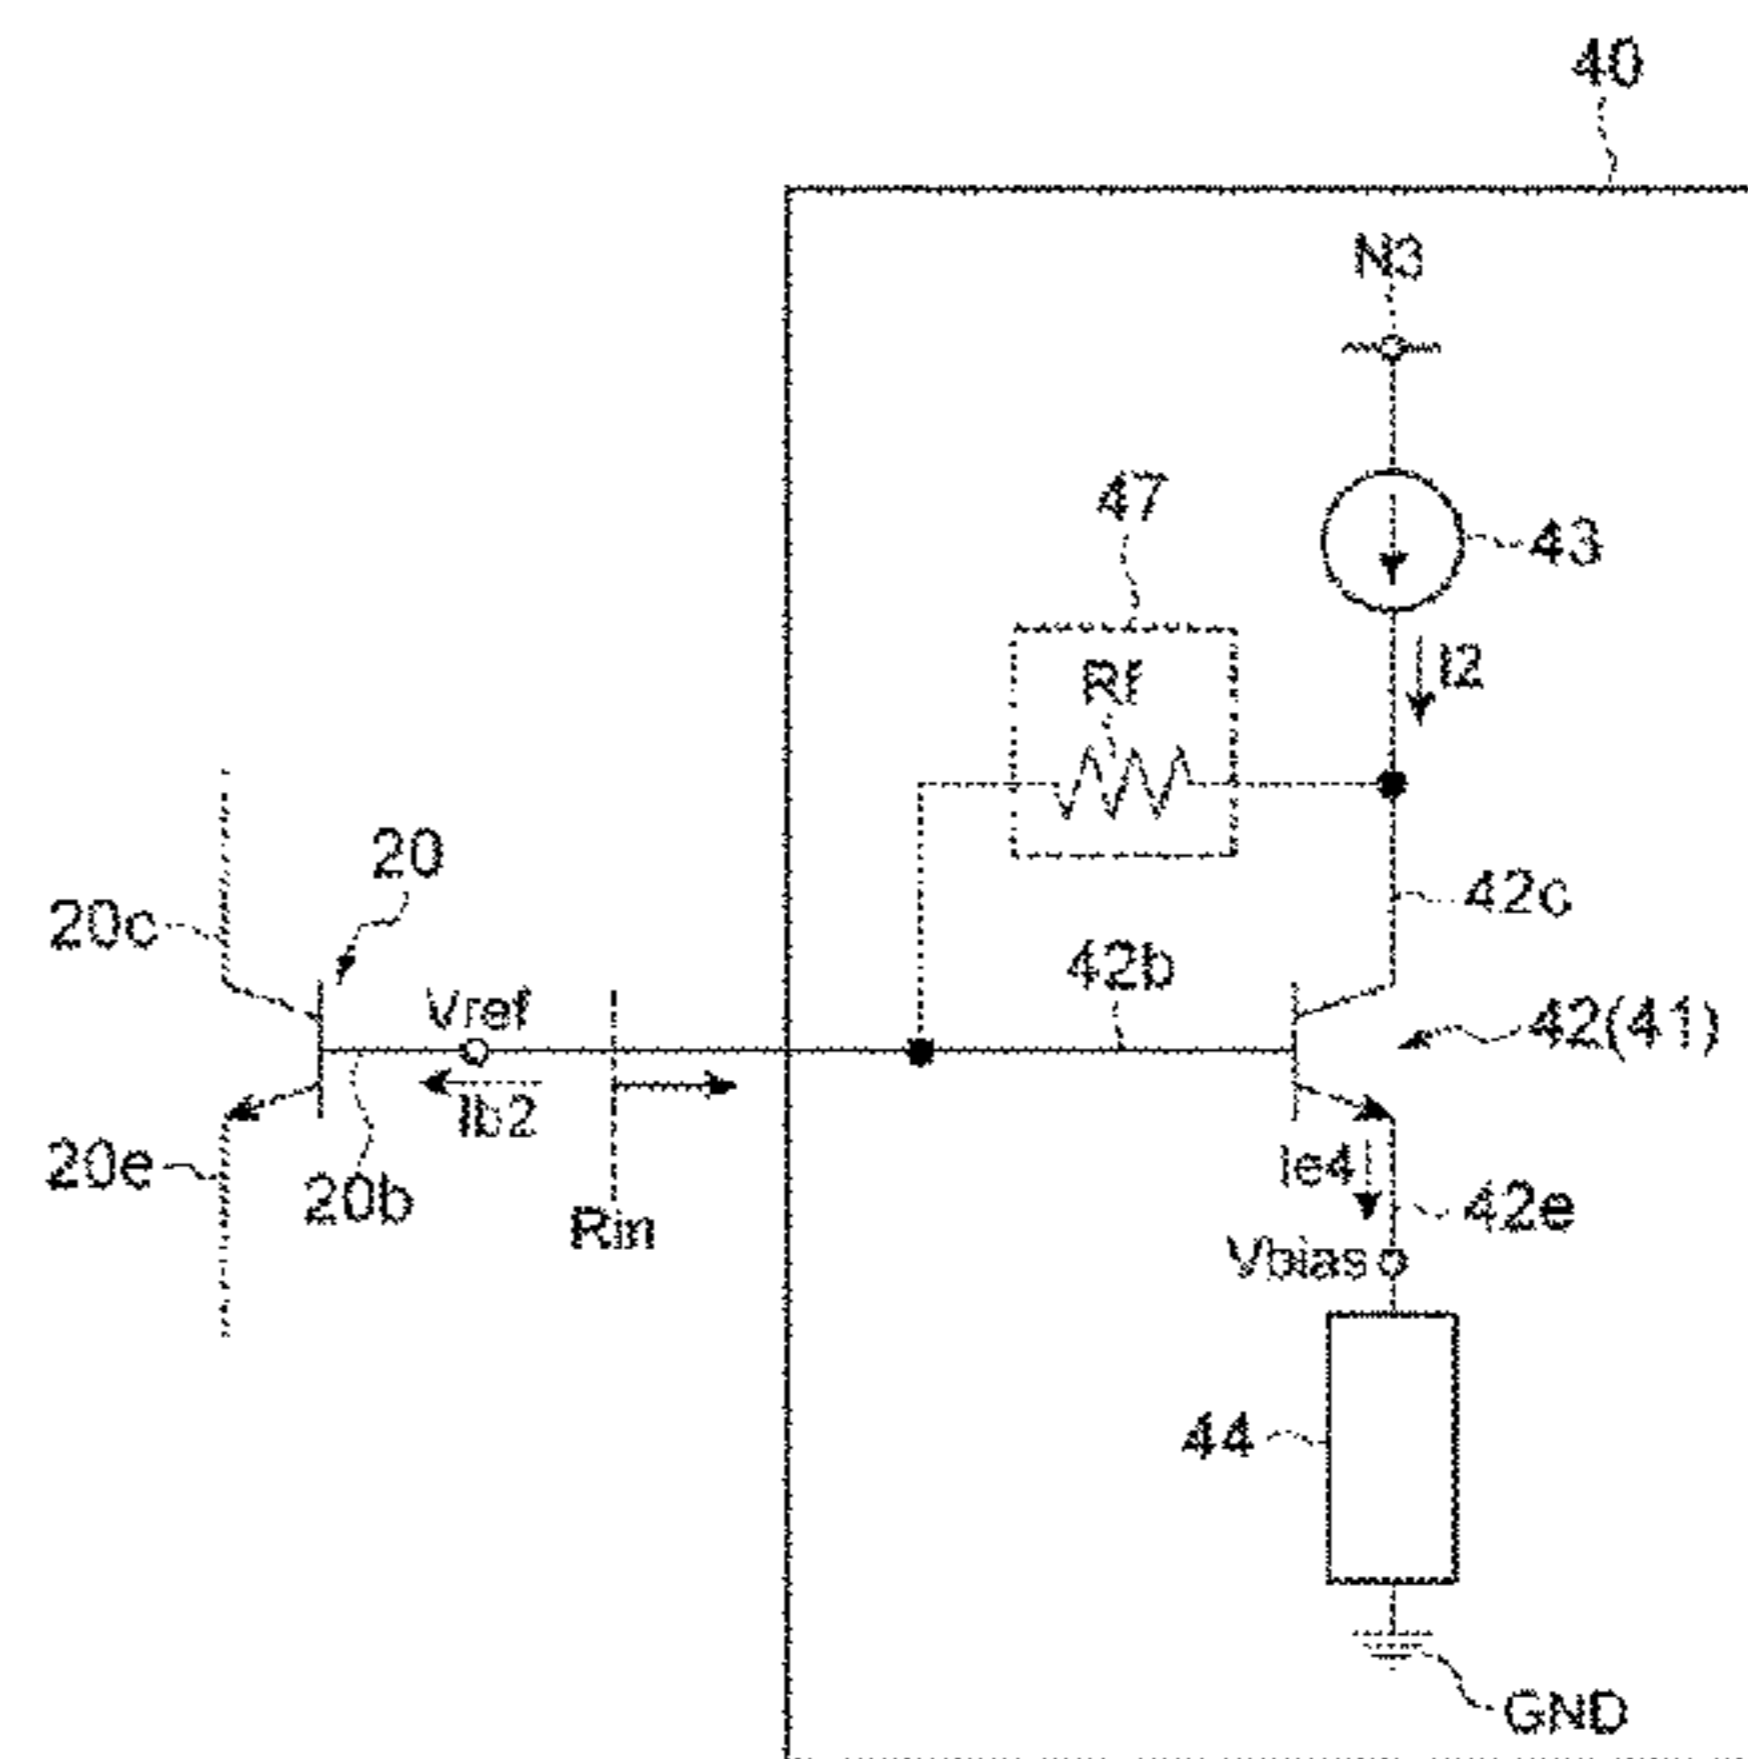 40
N3
47
43
Rf
I2
20
20c
42c
42b
Vref
42(41)
Ib2
20e
Ie4
20b
42e
Rin
Vbias
44
GND